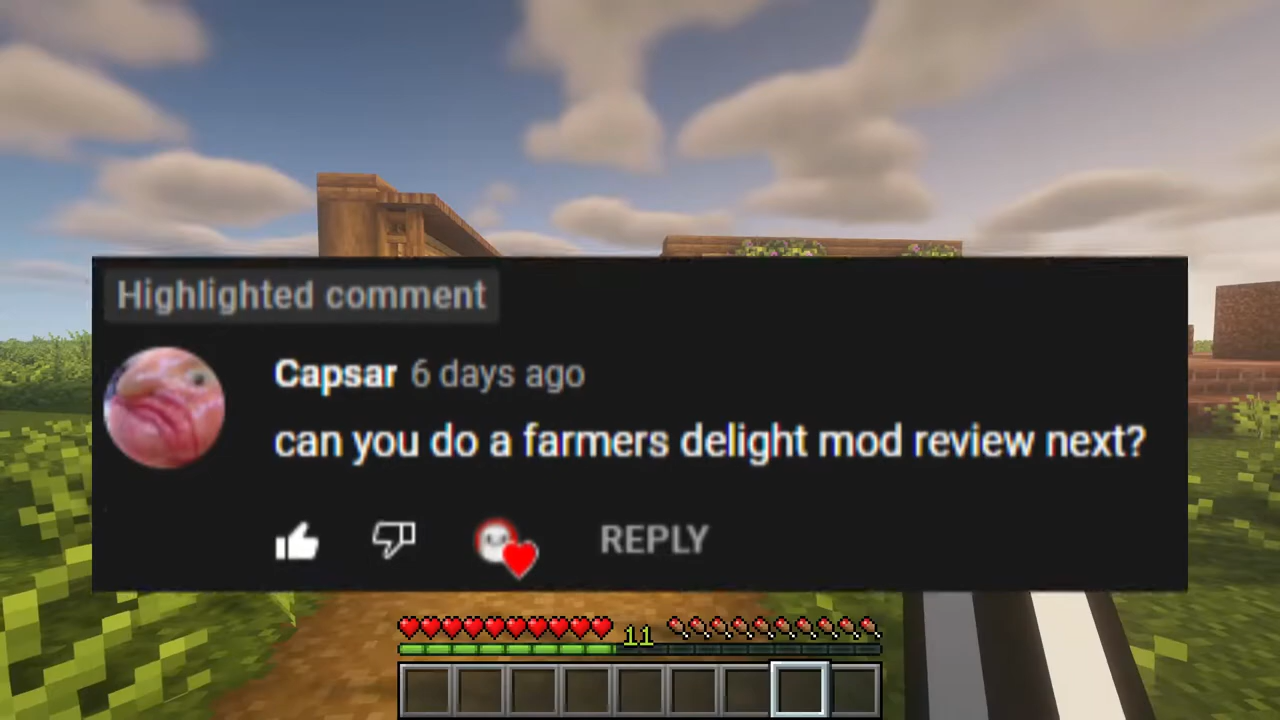 Highlighted comment
Capsar 6 days ago
can you do a farmers delight mod review next?
REPLY
11